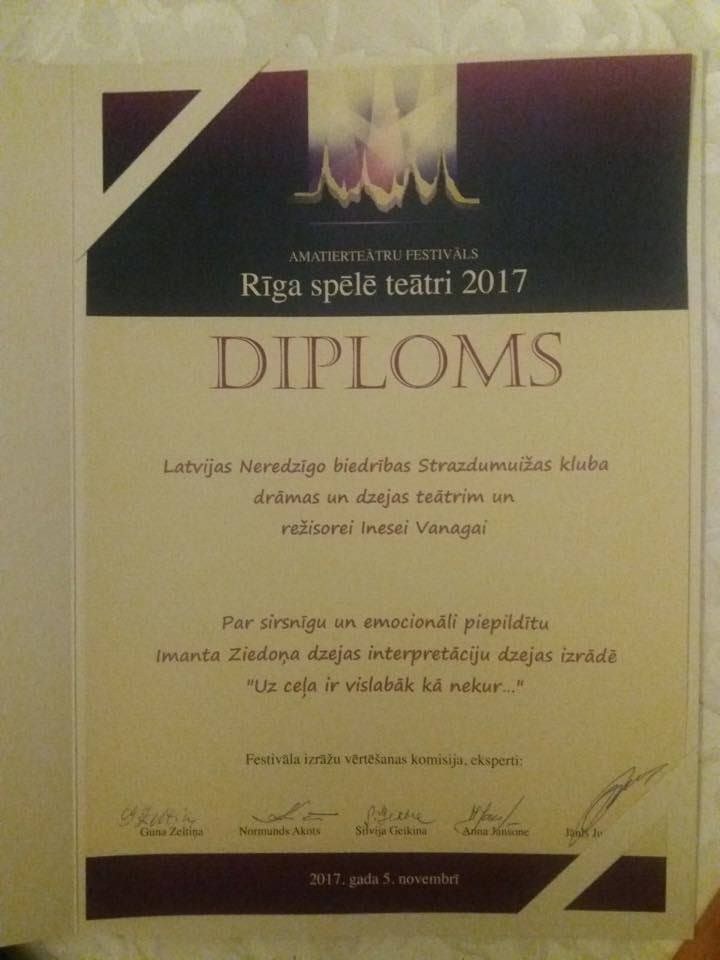 AMATIERTEĀTRU FESTIVĀLS
Rīga spēlē teātri 2017
DIPLOMS
Latvijas Neredzīgo biedrības Strazdumuižas kluba
drāmas un dzejas teātrim un
režisorei Inesei Vanagai
Par sirsnīgu un emocionāli piepildītu
Imanta Ziedoņa dzejas interpretāciju dzejas izrādē
"Uz ceļa ir vislabāk kā nekur..."
Festivāla izrāžu vērtēšanas komisija, eksperti:
Guna Zeltiņa Normunds Akots Silvija Geikina Anna Jansone Jānis
2017. gada 5. novembrī